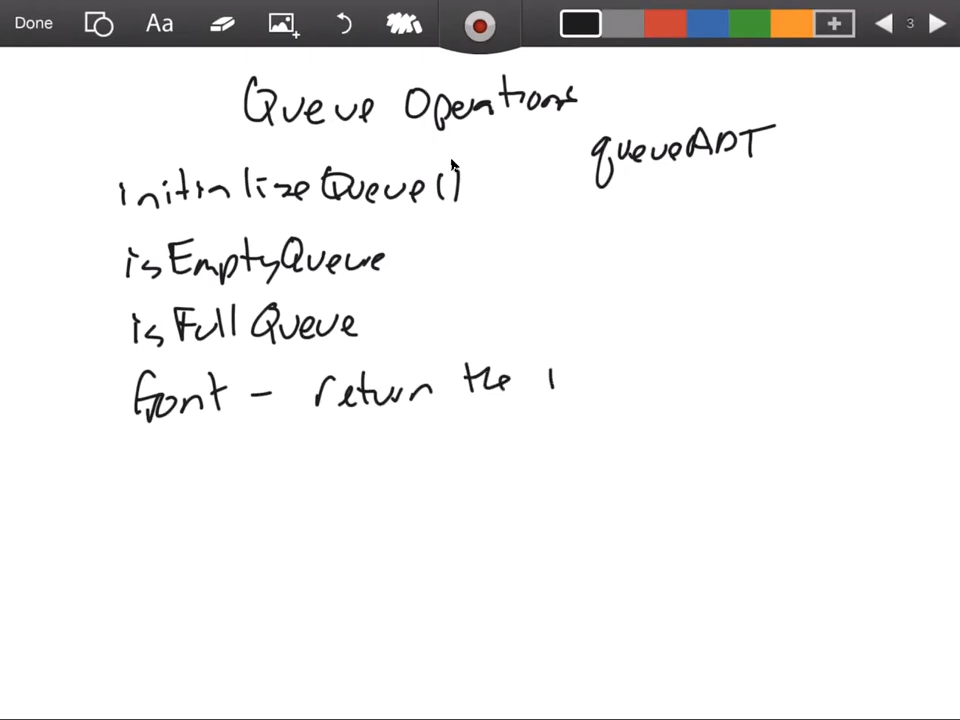 Done
Aa
3
Queue Operations
queueADT
initializeQueue()
isEmptyQueue
isFullQueue
front - return the